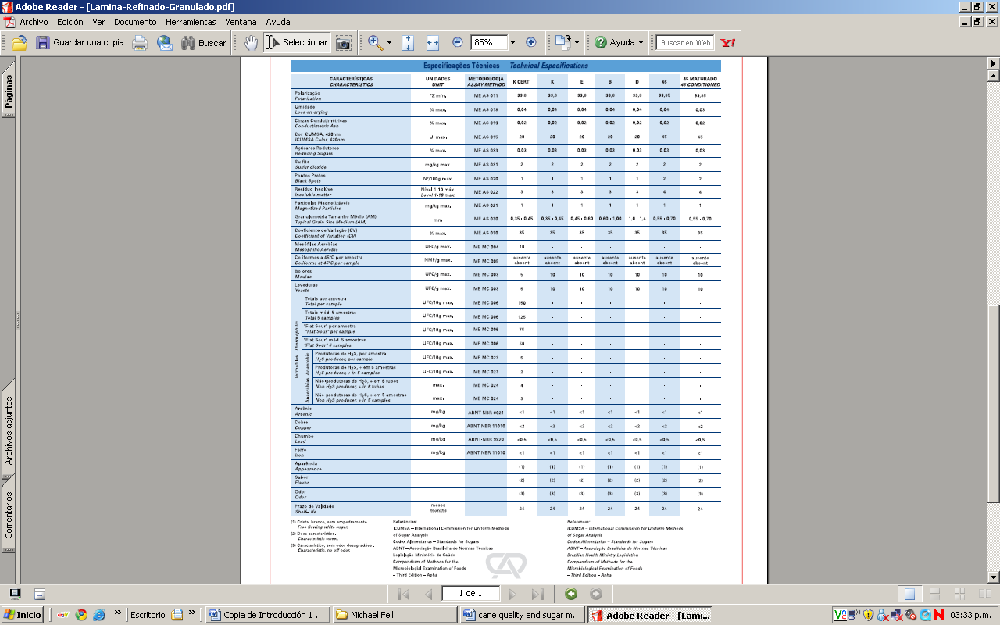 Adobe Reader - [Lamina-Refinado-Granulado.pdf]
Archivo Edición Ver Documento Herramientas Ventana Ayuda
Guardar una copia Buscar Seleccionar 85% Ayuda Buscar en Web Y!
Páginas
Archivos adjuntos
Comentarios
Especificações Técnicas Technical Especifications
CARACTERÍSTICAS UNIDADES METODOLOGIA K CERT. K E S D 45 45 MATURADO
CHARACTERISTICS UNIT ASSAY METHOD 45 CONDITIONED
Polarização
Polarization
°Z min. ME AS 011 99,8 99,8 99,8 99,8 99,8 99,85 99,85
Umidade
Loss on drying
% max. ME AS 018 0,04 0,04 0,04 0,04 0,04 0,04 0,03
Cinzas Condutimétricas
Conductimetric Ash
% max. ME AS 019 0,02 0,02 0,02 0,02 0,02 0,02 0,02
Cor ICUMSA, 420nm
ICUMSA Color, 420nm
UI max. ME AS 015 20 20 20 20 20 45 45
Açúcares Redutores
Reducing Sugars
% max. ME AS 033 0,03 0,03 0,03 0,03 0,03 0,03 0,03
Sulfito
Sulfur dioxide
mg/kg max. ME AS 031 2 2 2 2 2 2 2
Pontos Pretos
Black Spots
Nº/100g max. ME AS 020 1 1 1 1 1 2 2
Resíduo Insolúvel
Insoluble matter
Nível 1-10 máx.
Level 1-10 max.
ME AS 022 3 3 3 3 3 4 4
Partículas Magnetizáveis
Magnetized Particles
mg/kg max. ME AS 021 1 1 1 1 1 1 1
Granulometria Tamanho Médio (AM)
Typical Grain Size Medium (AM)
mm ME AS 030 0,35 - 0,45 0,35 - 0,45 0,45 - 0,60 0,60 - 1,00 1,0 - 1,4 0,55 - 0,70 0,55 - 0,70
Coeficiente de Variação (CV)
Coefficient of Variation (CV)
% max. ME AS 030 35 35 35 35 35 35 35
Mesófilas Aeróbias
Mesophilic Aerobic
UFC/g max. ME MC 004 10
Coliformes a 45°C por amostra
Coliforms at 45°C per sample
NMP/g max. ME MC 005 ausente ausente ausente ausente ausente ausente ausente
absent absent absent absent absent absent absent
Bolores
Moulds
UFC/g max. ME MC 003 5 10 10 10 10 10 10
Leveduras
Yeasts
UFC/g max. ME MC 003 5 10 10 10 10 10 10
Termófilas Thermophilic
Totais por amostra
Total per sample
UFC/10g max. ME MC 006 150 - - - - - -
Totais méd. 5 amostras
Total 5 samples
UFC/10g max. ME MC 006 125 - - - - - -
"Flat Sour" por amostra
"Flat Sour" per sample
UFC/10g max. ME MC 006 75 - - - - - -
"Flat Sour" méd. 5 amostras
"Flat Sour" 5 samples
UFC/10g max. ME MC 006 50 - - - - - -
Anaeróbias Anaerobic
Produtoras de H2S, por amostra
H2S producer, per sample
UFC/10g max. ME MC 023 5 - - - - - -
Produtoras de H2S, + em 5 amostras
H2S producer, + in 5 samples
UFC/10g max. ME MC 023 2 - - - - - -
Não-produtoras de H2S, + em 6 tubos
Non H2S producer, + in 6 tubes
max. ME MC 024 4 - - - - - -
Não-produtoras de H2S, + em 5 amostras
Non H2S producer, + in 5 samples
max. ME MC 024 3 - - - - - -
Arsênio
Arsenic
mg/kg ABNT-NBR 9921 <1 <1 <1 <1 <1 <1 <1
Cobre
Copper
mg/kg ABNT-NBR 11010 <2 <2 <2 <2 <2 <2 <2
Chumbo
Lead
mg/kg ABNT-NBR 9920 <0,5 <0,5 <0,5 <0,5 <0,5 <0,5 <0,5
Ferro
Iron
mg/kg ABNT-NBR 11010 <1 <1 <1 <1 <1 <1 <1
Aparência
Appearence
(1) (1) (1) (1) (1) (1) (1)
Sabor
Flavor
(2) (2) (2) (2) (2) (2) (2)
Odor
Odor
(3) (3) (3) (3) (3) (3) (3)
Prazo de Validade
Shelf-Life
meses
months
24 24 24 24 24 24 24
(1) Cristal branco, sem empedramento.
Free flowing white sugar.
(2) Doce característico.
Characteristic sweet.
(3) Característico, sem odor desagradável.
Characteristic, no off odor.
Referências:
ICUMSA – International Commission for Uniform Methods
of Sugar Analysis
Codex Alimentarius – Standards for Sugars
ABNT – Associação Brasileira de Normas Técnicas
Legislação Ministério da Saúde
Compendium of Methods for the
Microbiologial Examination of Foods
– Third Edition – Apha
References:
ICUMSA – International Commission for Uniform Methods
of Sugar Analysis
Codex Alimentarius – Standards for Sugars
ABNT – Associação Brasileira de Normas Técnicas
Brazilian Health Ministry Legislation
Compendium of Methods for the
Microbiological Examination of Foods
– Third Edition – Apha
1 de 1
Inicio » Escritorio » Copia de Introdución 1 ... Michael Fell cane quality and sugar m... Adobe Reader - [Lami... 03:33 p.m.